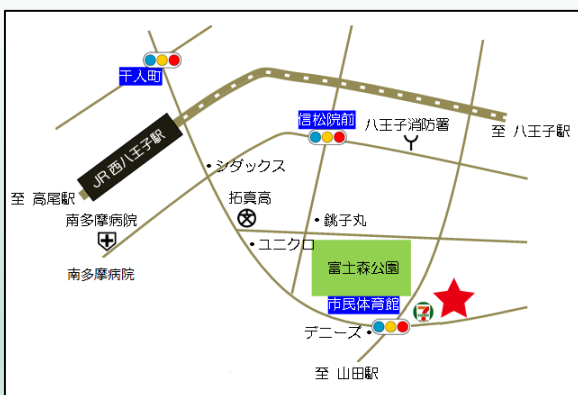 千人町
信松院前
八王子消防署
至 八王子駅
JR 西八王子駅
シダックス
至 高尾駅
拓真高
南多摩病院
銚子丸
ユニクロ
富士森公園
南多摩病院
市民体育館
7
デニーズ
至 山田駅